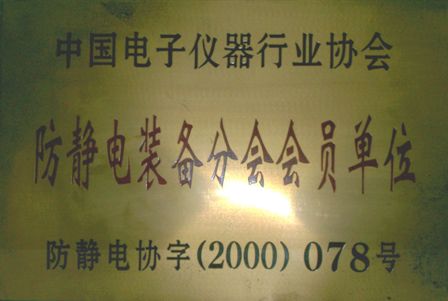 中国电子仪器行业协会
防静电装备分会会员单位
防静电协字(2000) 078号